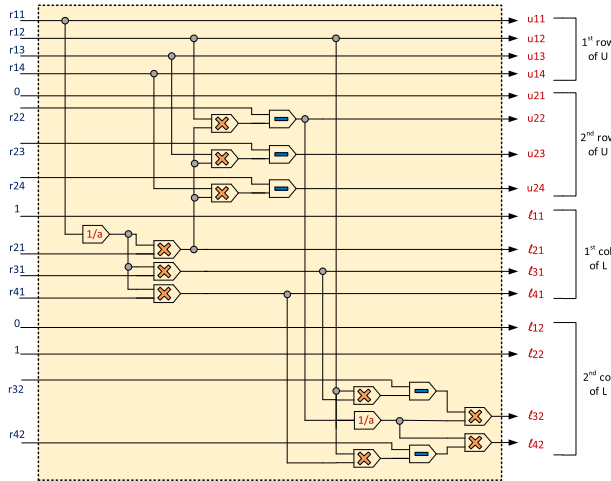 r11 u11
r12 u12
r13 u13
r14 u14
1st row of U
0 u21
r22 u22
r23 u23
r24 u24
2nd row of U
1 ℓ11
1/a
r21 ℓ21
r31 ℓ31
r41 ℓ41
1st col of L
0 ℓ12
1 ℓ22
r32 ℓ32
1/a
r42 ℓ42
2nd co of L